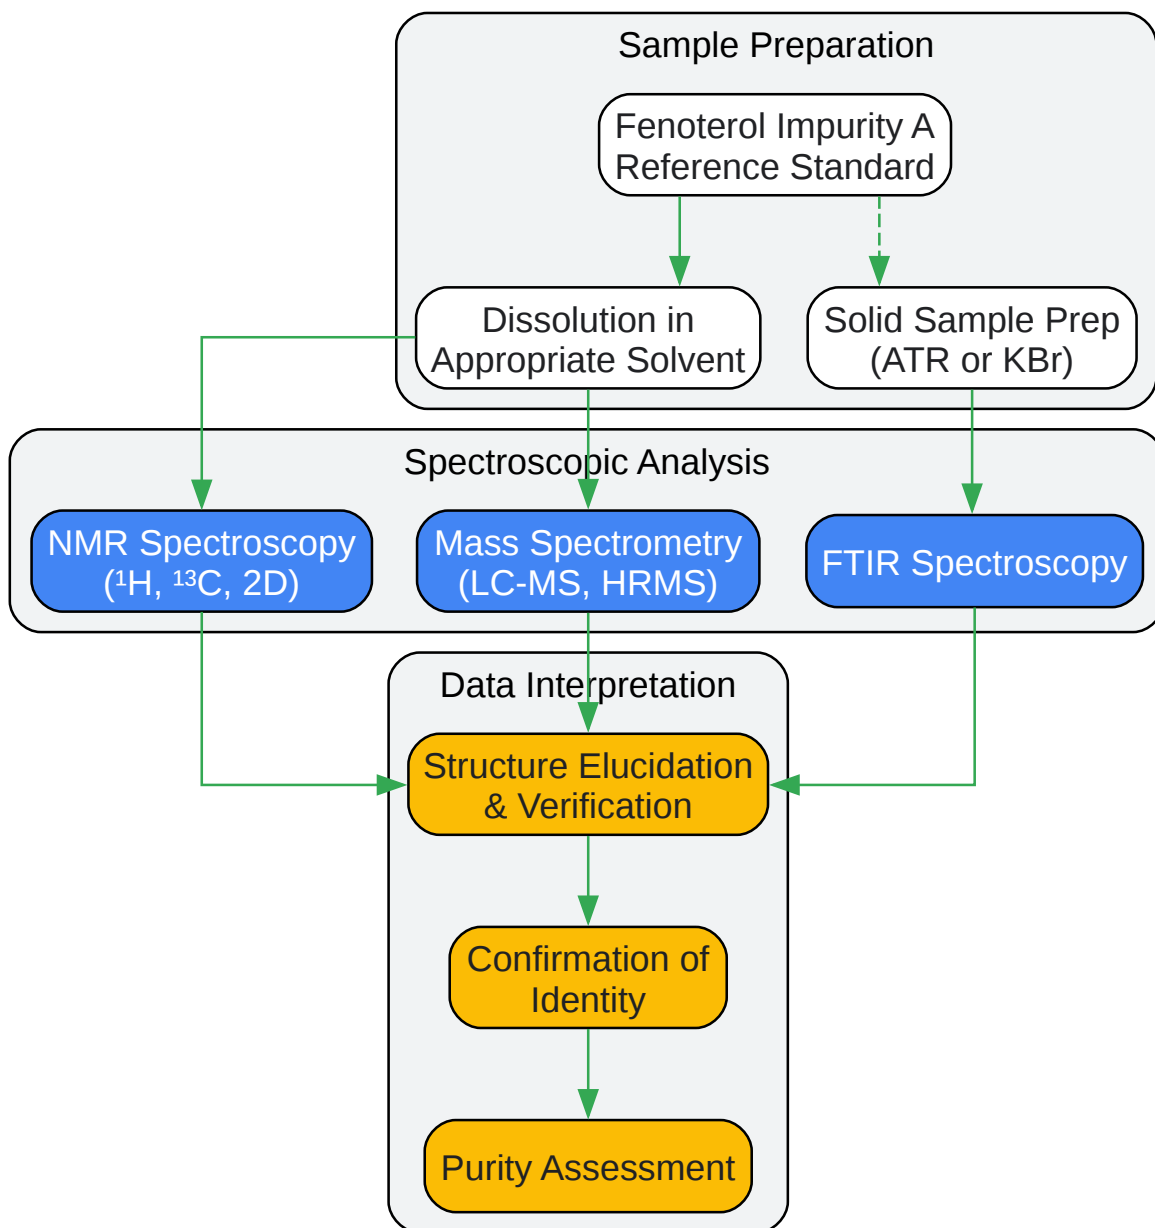 Sample Preparation
Fenoterol Impurity A
Reference Standard
Dissolution in
Appropriate Solvent
Solid Sample Prep
(ATR or KBr)
Spectroscopic Analysis
NMR Spectroscopy
(¹H, ¹³C, 2D)
Mass Spectrometry
(LC-MS, HRMS)
FTIR Spectroscopy
Data Interpretation
Structure Elucidation
& Verification
Confirmation of
Identity
Purity Assessment